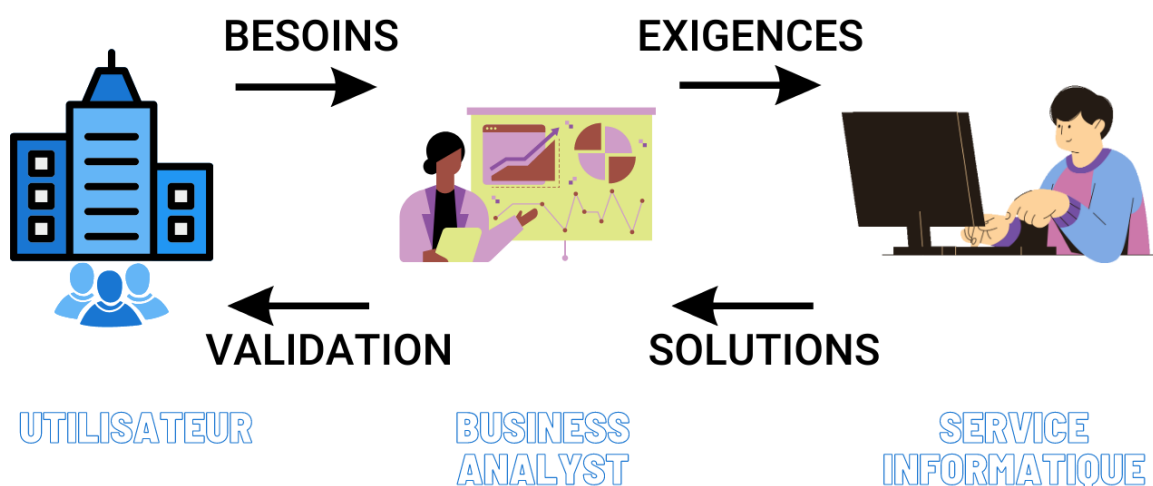 BESOINS
EXIGENCES
VALIDATION
SOLUTIONS
UTILISATEUR
BUSINESS
ANALYST
SERVICE
INFORMATIQUE